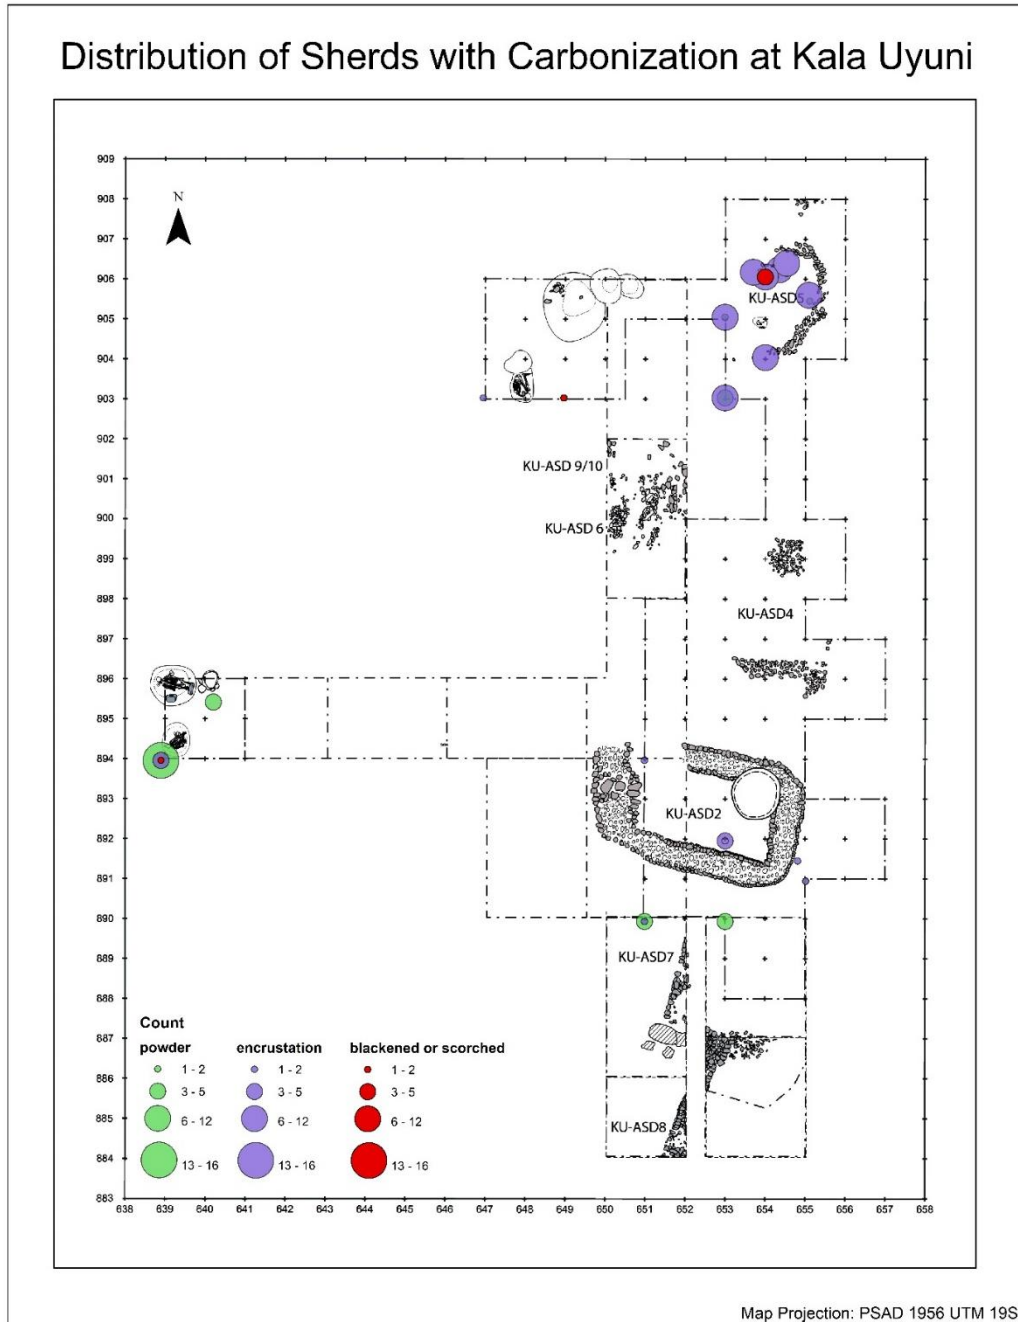 Distribution of Sherds with Carbonization at Kala Uyuni
909
908
907
906
905
904
903
902
901
900
899
898
897
896
895
894
893
892
891
890
889
888
887
886
885
884
883
N
KU-ASD5
KU-ASD 9/10
KU-ASD 6
KU-ASD4
KU-ASD2
KU-ASD7
KU-ASD8
Count
powder encrustation blackened or scorched
1 - 2 1 - 2 1 - 2
3 - 5 3 - 5 3 - 5
6 - 12 6 - 12 6 - 12
13 - 16 13 - 16 13 - 16
638 639 640 641 642 643 644 645 646 647 648 649 650 651 652 653 654 655 656 657 658
Map Projection: PSAD 1956 UTM 19S